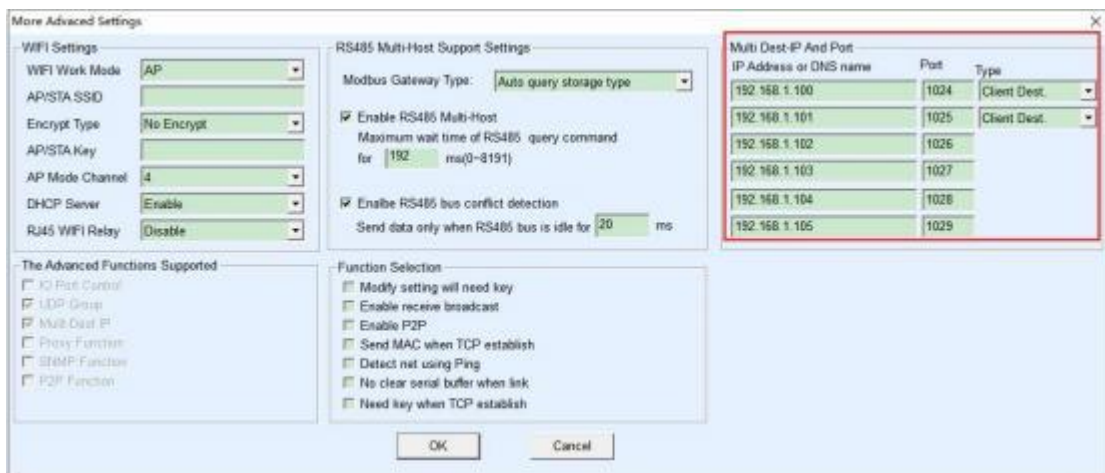 More Advaced Settings
WIFI Settings
WIFI Work Mode AP
AP/STA SSID
Encrypt Type No Encrypt
AP/STA Key
AP Mode Channel 4
DHCP Server Enable
RJ45 WIFI Relay Disable
RS485 Multi-Host Support Settings
Modbus Gateway Type: Auto query storage type
Enable RS485 Multi-Host
Maximum wait time of RS485 query command
for 192 ms(0~8191)
Enalbe RS485 bus conflict detection
Send data only when RS485 bus is idle for 20 ms
Multi Dest-IP And Port
IP Address or DNS name Port Type
192.168.1.100 1024 Client Dest.
192.168.1.101 1025 Client Dest.
192.168.1.102 1026
192.168.1.103 1027
192.168.1.104 1028
192.168.1.105 1029
The Advanced Functions Supported
IO Port Control
UDP Group
Multi-Dest IP
Proxy Function
SNMP Function
P2P Function
Function Selection
Modify setting will need key
Enable receive broadcast
Enable P2P
Send MAC when TCP establish
Detect net using Ping
No clear serial buffer when link
Need key when TCP establish
OK Cancel